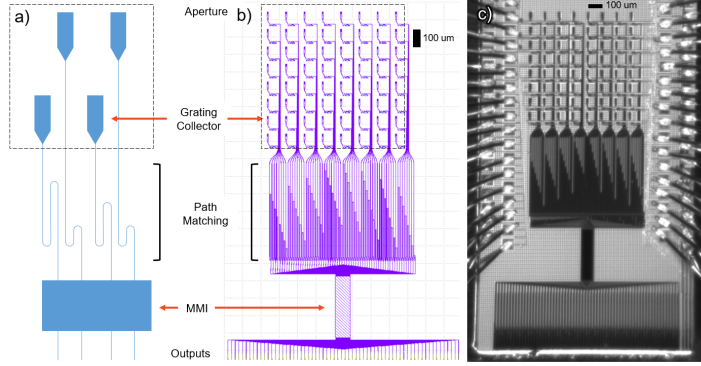 a)
Aperture
b)
100 um
Grating
Collector
Path
Matching
MMI
Outputs
c)
100 um